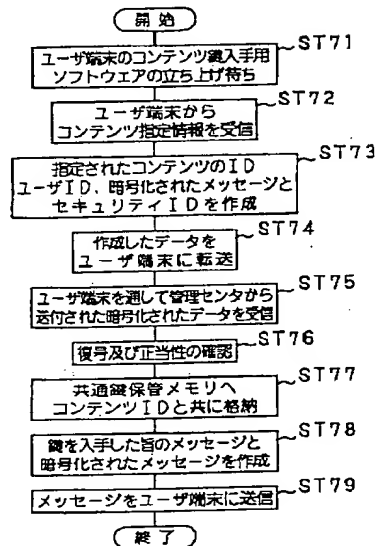 開始
ST71
ユーザ端末のコンテンツ鍵入手用
ソフトウェアの立ち上げ待ち
ST72
ユーザ端末から
コンテンツ指定情報を受信
ST73
指定されたコンテンツのID
ユーザID、暗号化されたメッセージと
セキュリティIDを作成
ST74
作成したデータを
ユーザ端末に転送
ST75
ユーザ端末を通して管理センタから
送付された暗号化されたデータを受信
ST76
復号及び正当性の確認
ST77
共通鍵保管メモリへ
コンテンツIDと共に格納
ST78
鍵を入手した旨のメッセージと
暗号化されたメッセージを作成
ST79
メッセージをユーザ端末に送信
終了